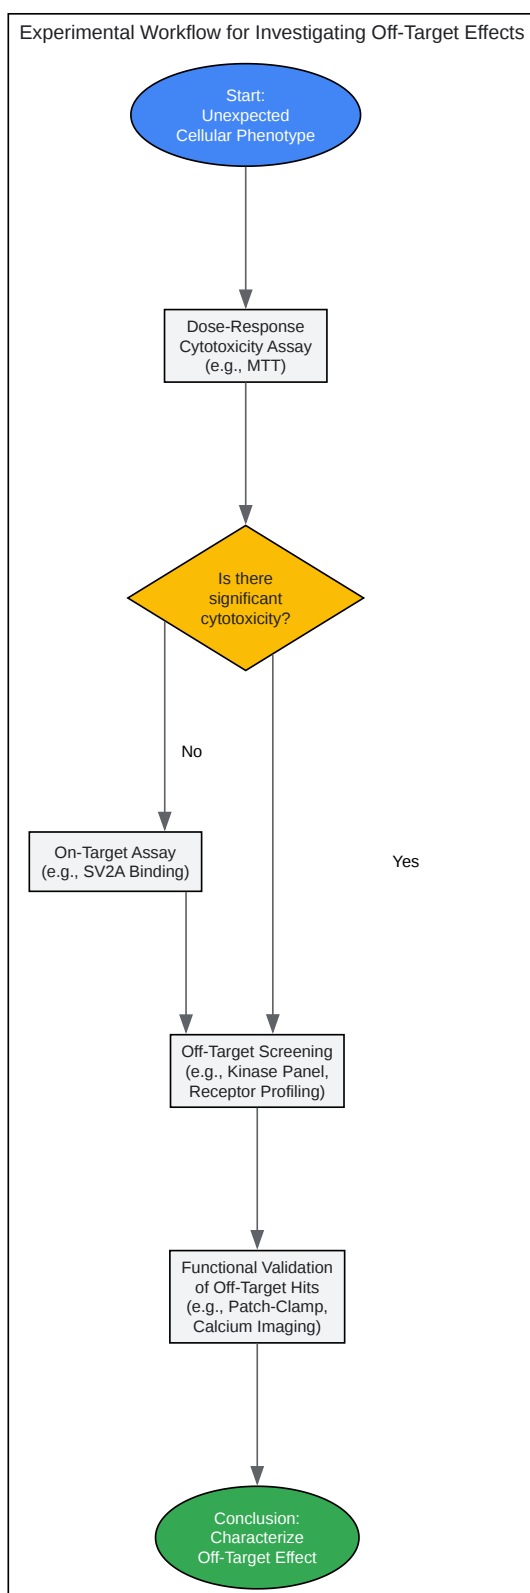 Experimental Workflow for Investigating Off-Target Effects
Start:
Unexpected
Cellular Phenotype
Dose-Response
Cytotoxicity Assay
(e.g., MTT)
Is there
significant
cytotoxicity?
No
On-Target Assay
(e.g., SV2A Binding)
Yes
Off-Target Screening
(e.g., Kinase Panel,
Receptor Profiling)
Functional Validation
of Off-Target Hits
(e.g., Patch-Clamp,
Calcium Imaging)
Conclusion:
Characterize
Off-Target Effect